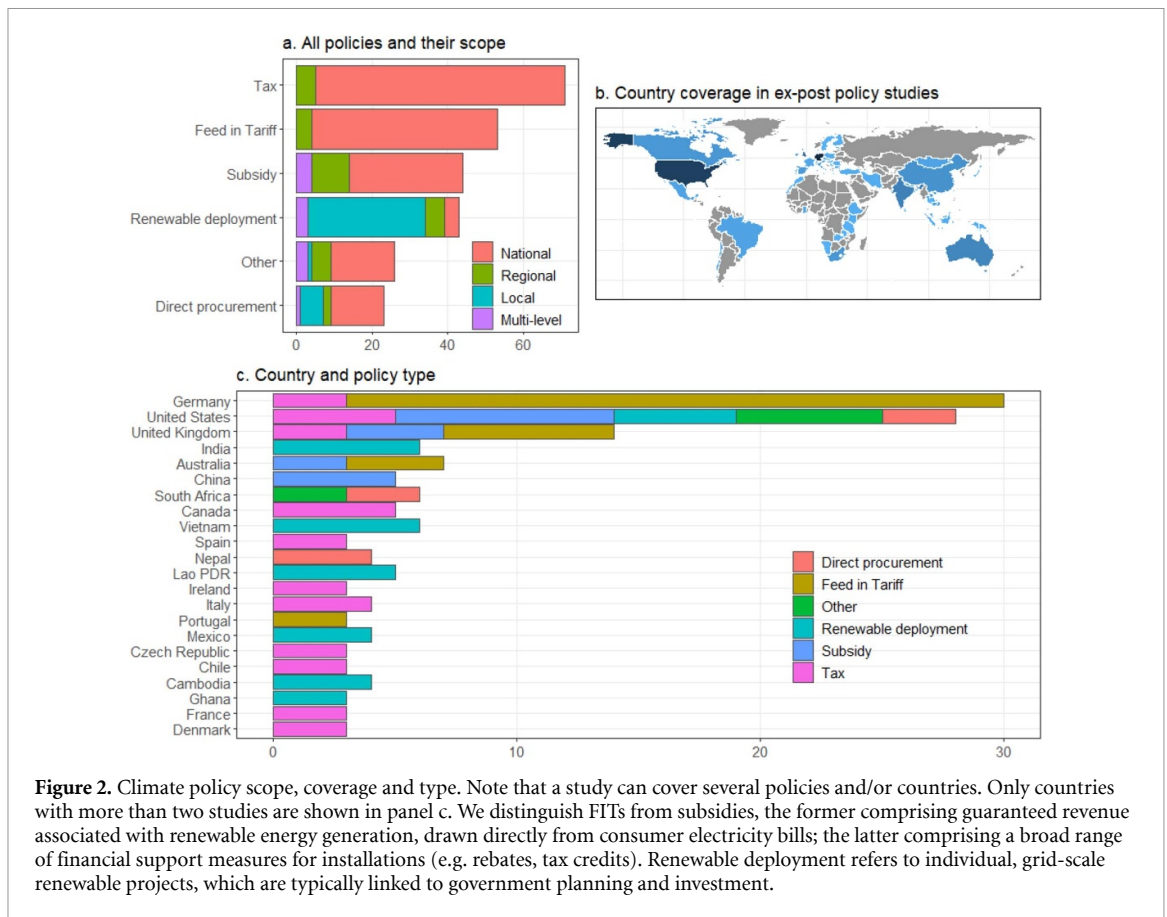 a. All policies and their scope
Tax
Feed in Tariff
Subsidy
Renewable deployment
Other
Direct procurement
National
Regional
Local
Multi-level
0 20 40 60
b. Country coverage in ex-post policy studies
c. Country and policy type
Germany
United States
United Kingdom
India
Australia
China
South Africa
Canada
Vietnam
Spain
Nepal
Lao PDR
Ireland
Italy
Portugal
Mexico
Czech Republic
Chile
Cambodia
Ghana
France
Denmark
Direct procurement
Feed in Tariff
Other
Renewable deployment
Subsidy
Tax
0 10 20 30
Figure 2. Climate policy scope, coverage and type. Note that a study can cover several policies and/or countries. Only countries
with more than two studies are shown in panel c. We distinguish FITs from subsidies, the former comprising guaranteed revenue
associated with renewable energy generation, drawn directly from consumer electricity bills; the latter comprising a broad range
of financial support measures for installations (e.g. rebates, tax credits). Renewable deployment refers to individual, grid-scale
renewable projects, which are typically linked to government planning and investment.